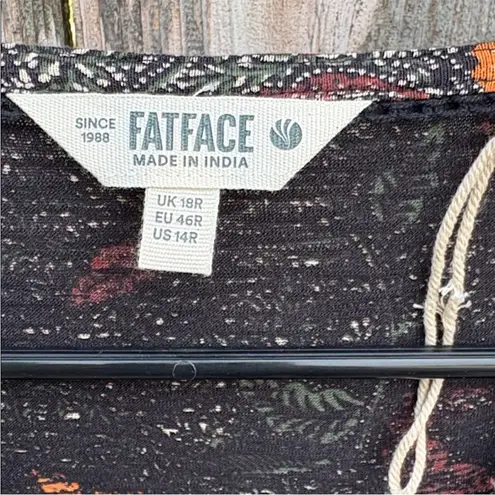 SINCE 1988 FATFACE
MADE IN INDIA
UK 18R
EU 46R
US 14R